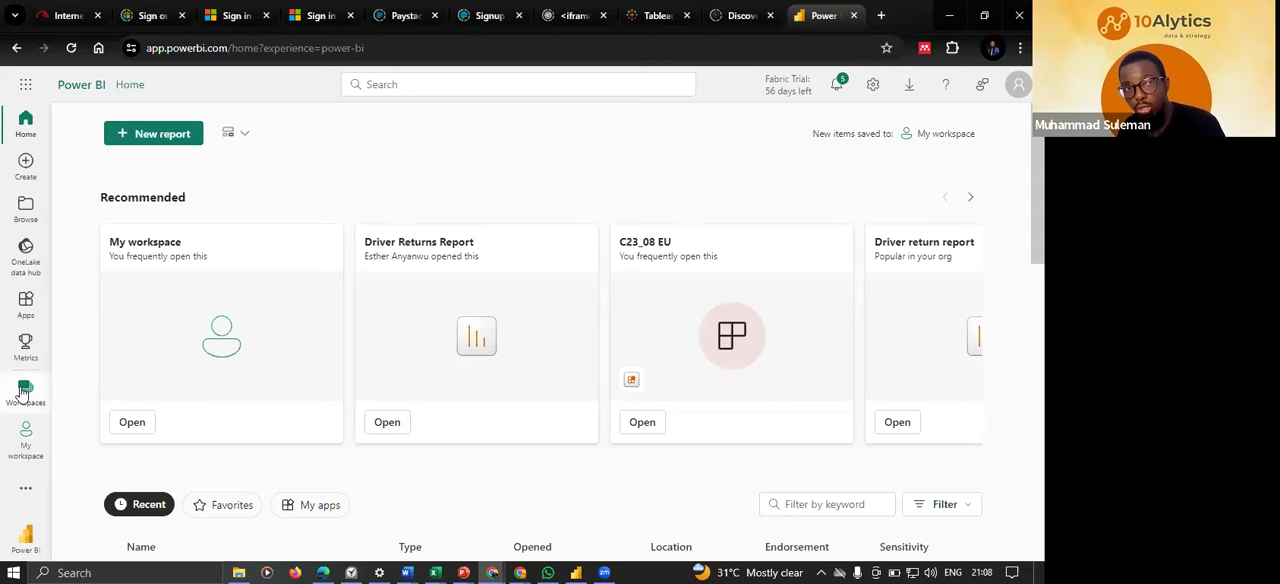 Interne
Sign ou
Sign in
Sign in
Paysta
Signup
<ifram
Tablea
Discov
Power
app.powerbi.com/home?experience=power-bi
Power BI Home
Search
Fabric Trial:
56 days left
5
Home
Create
Browse
OneLake
data hub
Apps
Metrics
Workspaces
My
workspace
Power BI
New report
New items saved to: My workspace
Recommended
My workspace
You frequently open this
Open
Driver Returns Report
Esther Anyanwu opened this
Open
C23_08 EU
You frequently open this
Open
Driver return report
Popular in your org
Open
Recent
Favorites
My apps
Filter by keyword
Filter
Name Type Opened Location Endorsement Sensitivity
Search
31°C Mostly clear
ENG 21:08
10Alytics
data & strategy
Muhammad Suleman